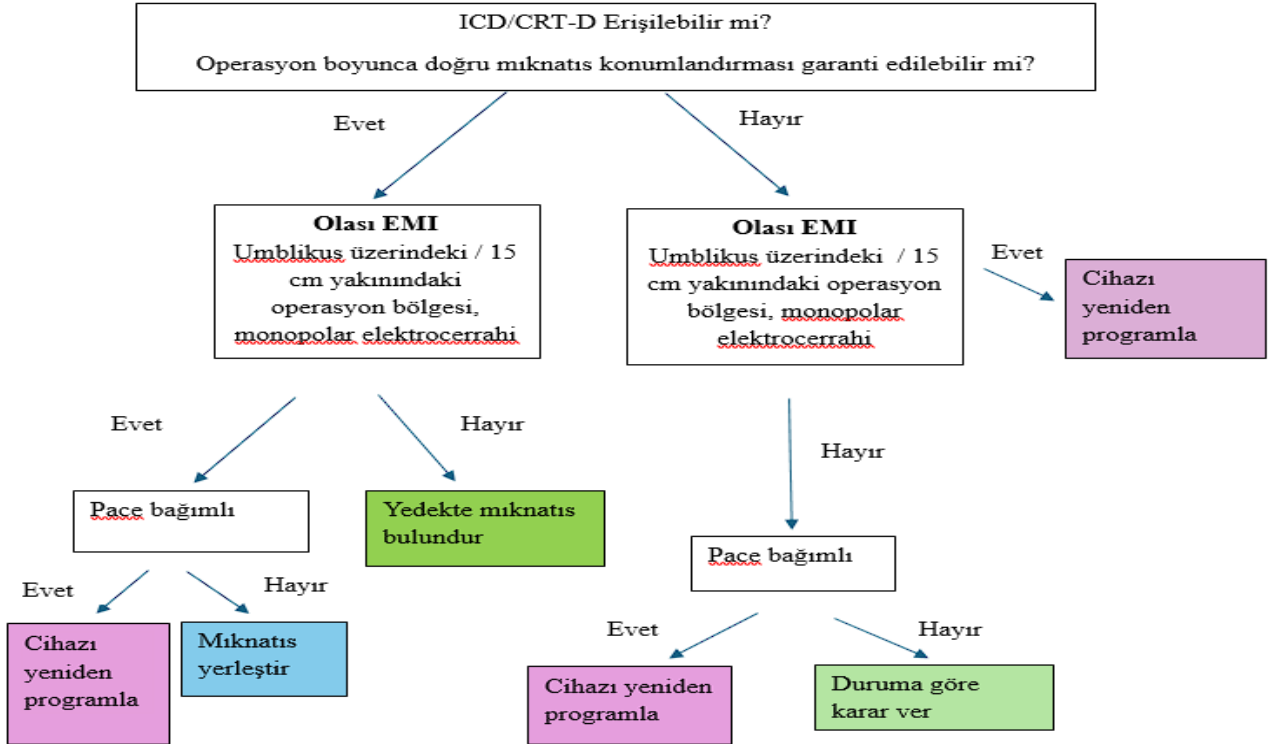 ICD/CRT-D Erişilebilir mi?
Operasyon boyunca doğru mıknatıs konumlandırması garanti edilebilir mi?
Evet
Hayır
Olası EMI
Umblikus üzerindeki / 15
cm yakınındaki
operasyon bölgesi,
monopolar elektrocerrahi
Olası EMI
Umblikus üzerindeki / 15
cm yakınındaki operasyon
bölgesi, monopolar
elektrocerrahi
Evet
Cihazı
yeniden
programla
Evet
Hayır
Hayır
Pace bağımlı
Yedekte mıknatıs
bulundur
Pace bağımlı
Evet
Hayır
Cihazı
yeniden
programla
Mıknatıs
yerleştir
Evet
Hayır
Cihazı yeniden
programla
Duruma göre
karar ver